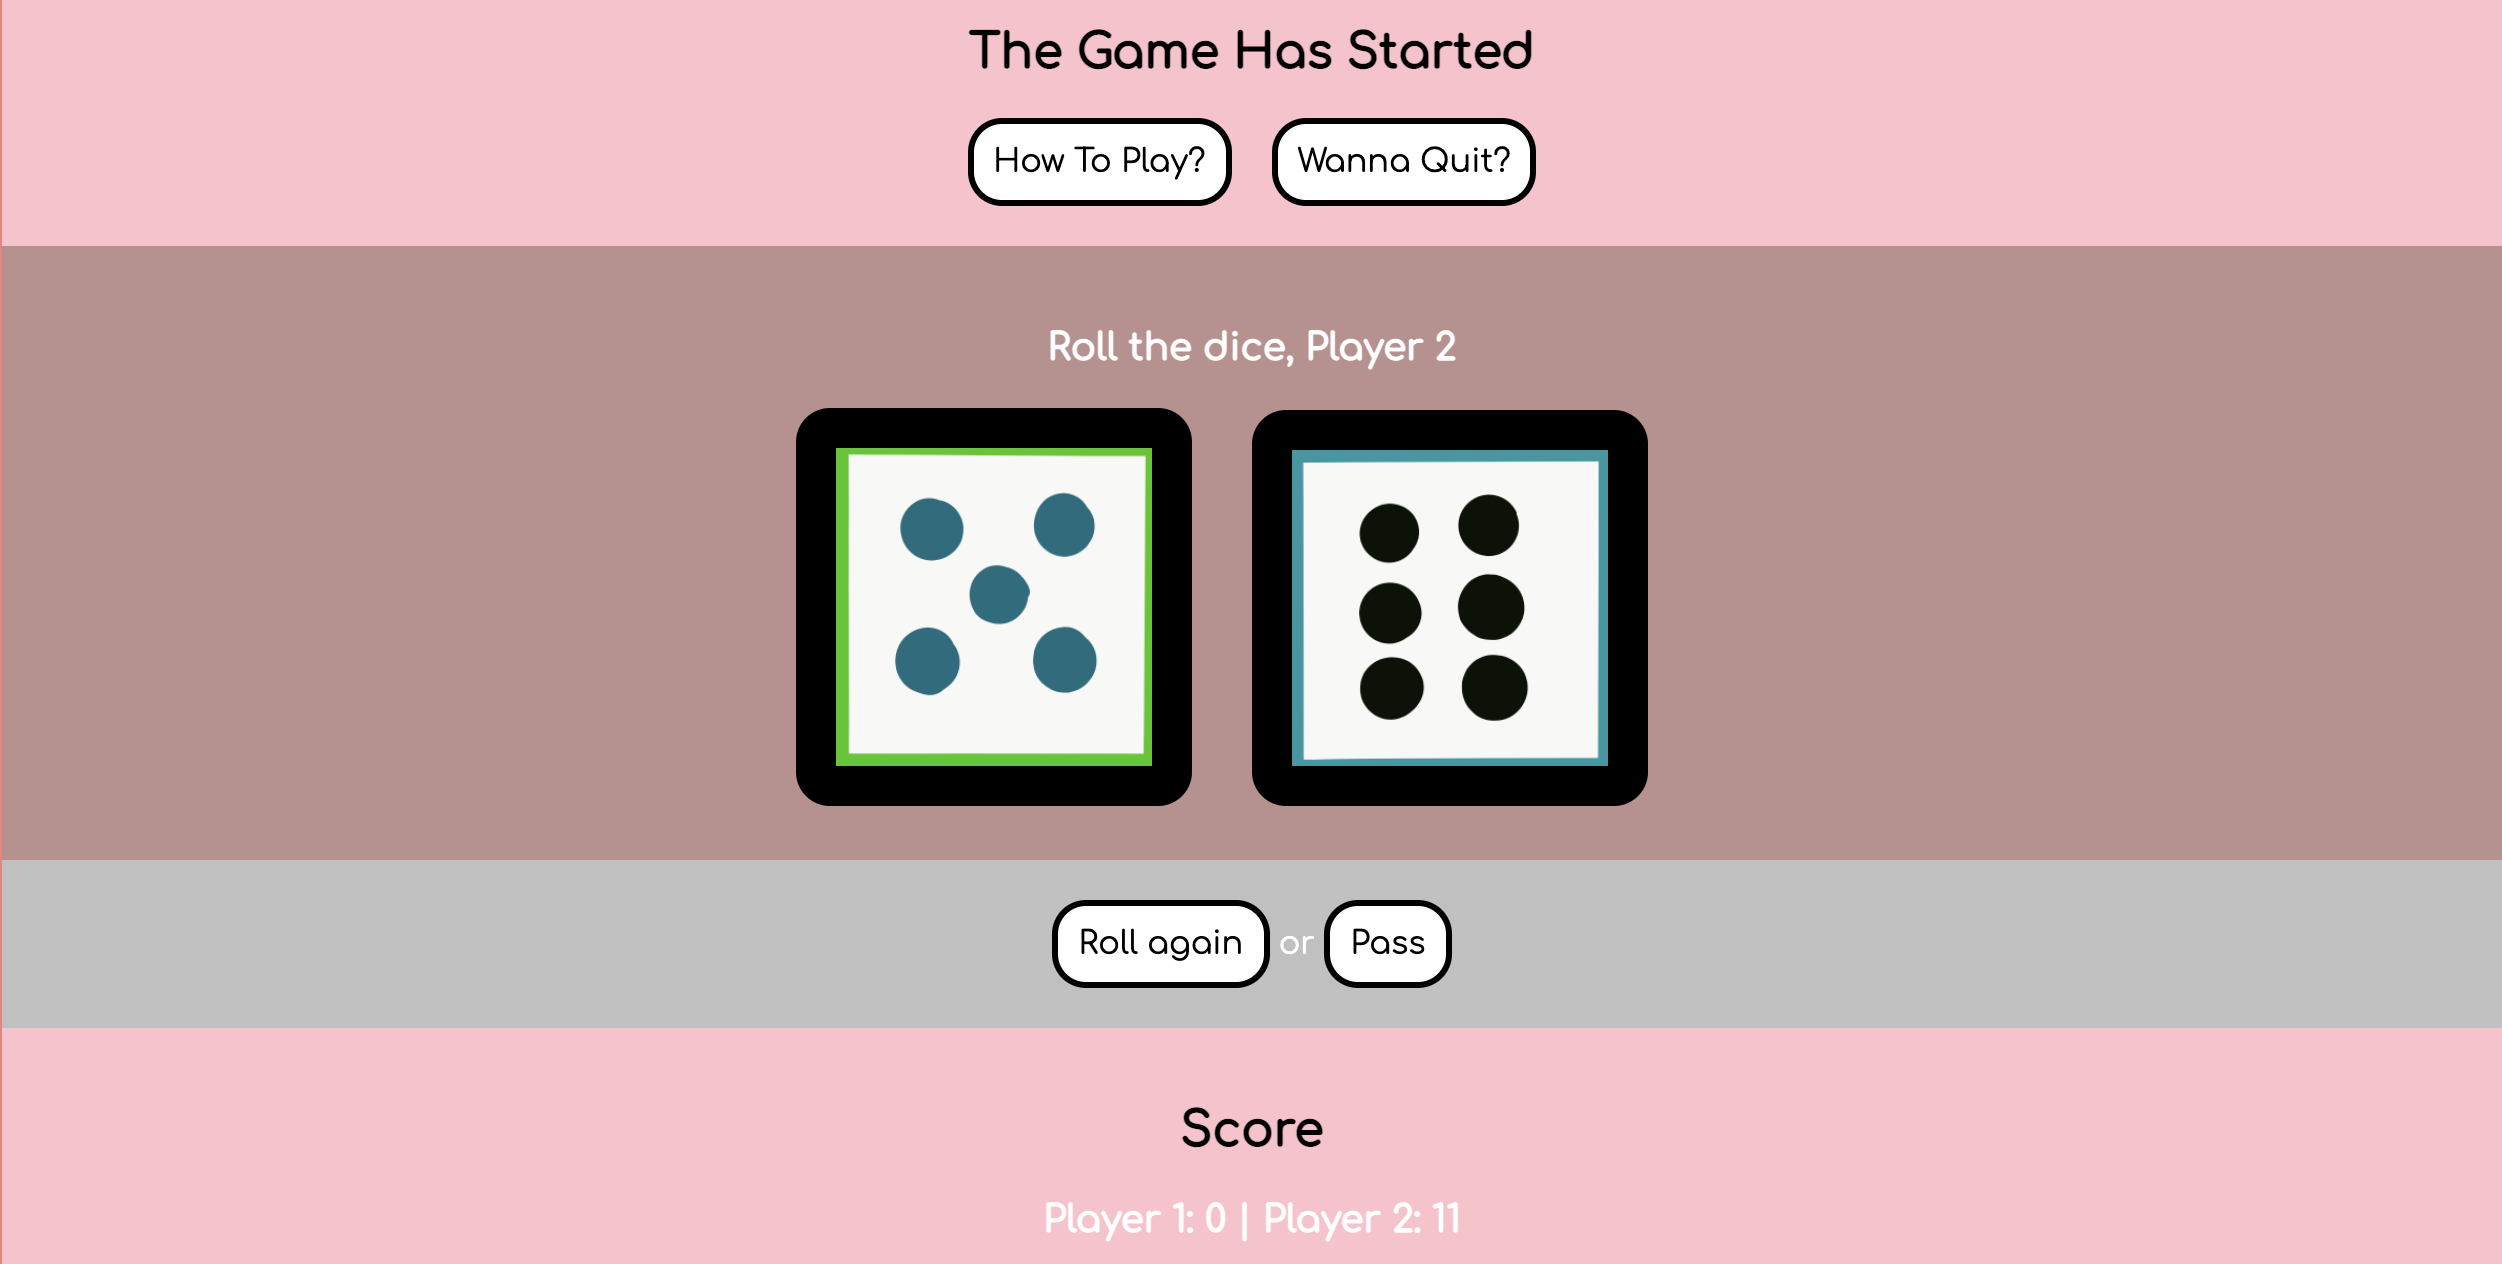 The Game Has Started
How To Play? Wanna Quit?
Roll the dice, Player 2
Roll again or Pass
Score
Player 1: 0 | Player 2: 11